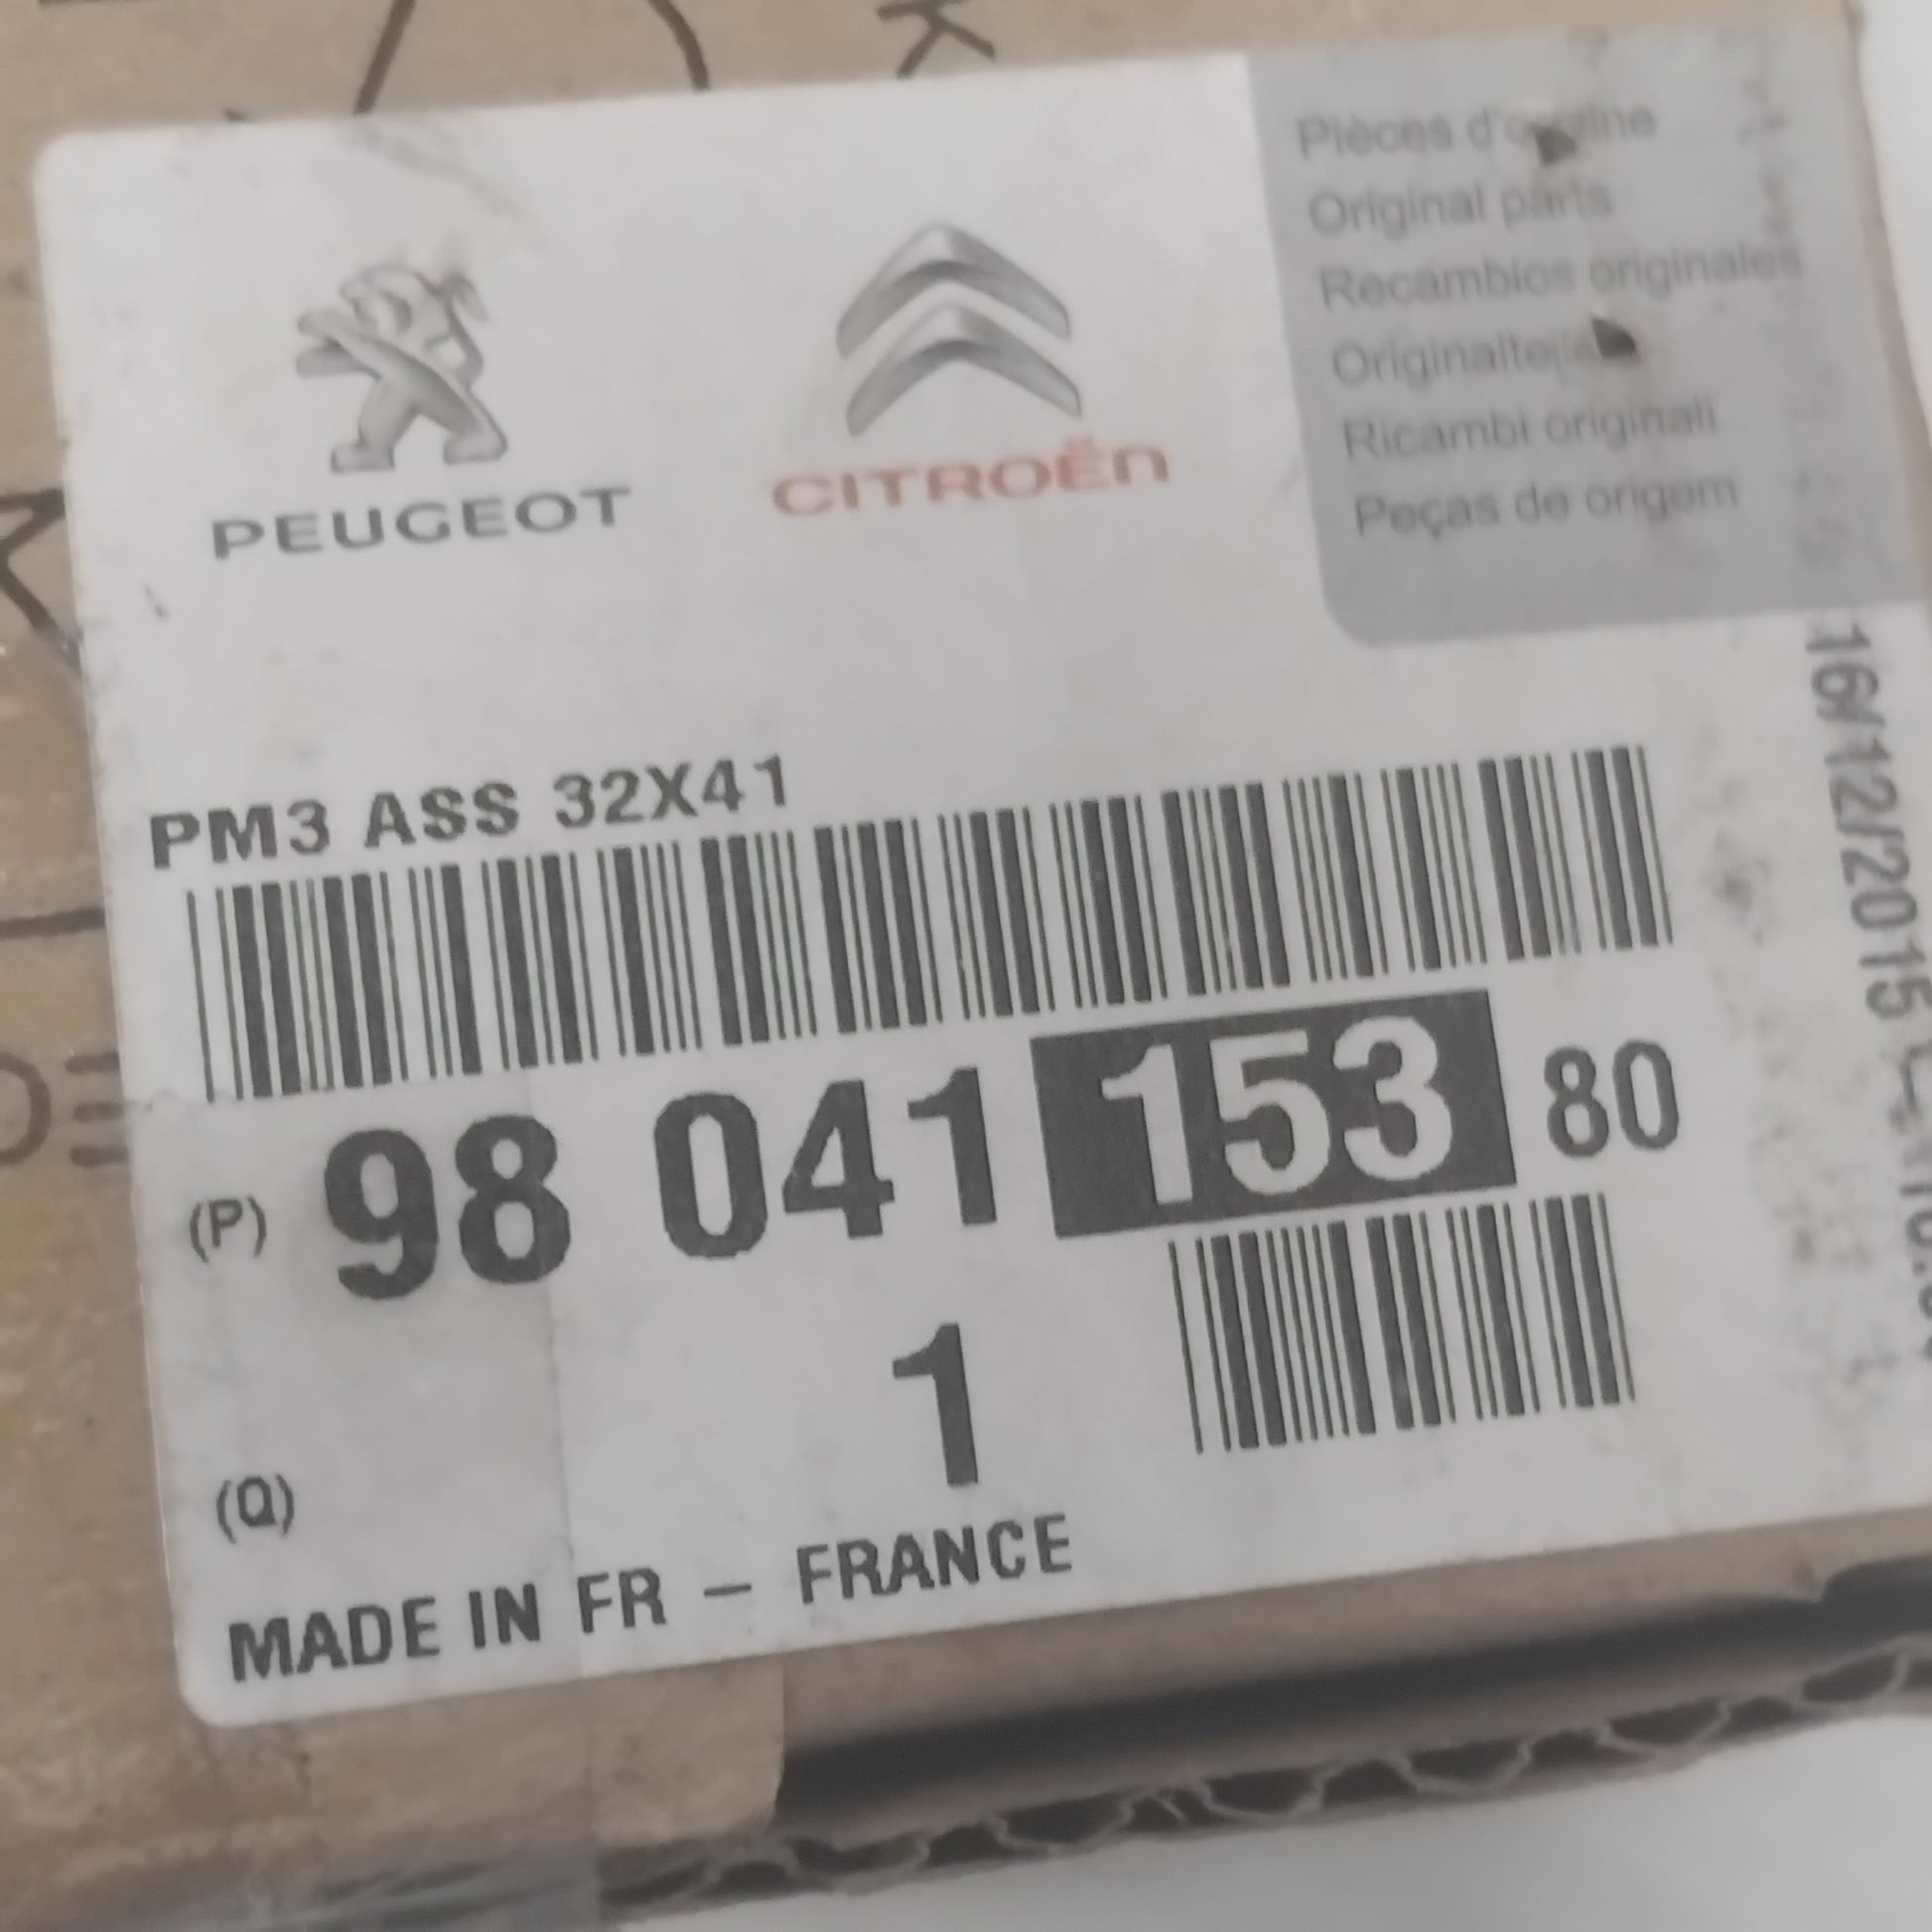 PEUGEOT
CITROËN
Pièces d'origine
Original parts
Recambios originales
Originalteile
Ricambi originali
Peças de origem
PM3 ASS 32X41
(P) 98 041 153 80
(Q) 1
MADE IN FR - FRANCE
16/12/2015